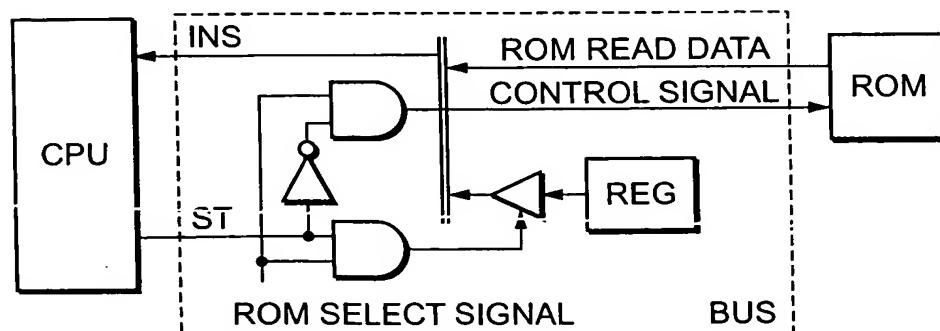 INS
ROM READ DATA
CONTROL SIGNAL
ROM
CPU
REG
ST
ROM SELECT SIGNAL
BUS